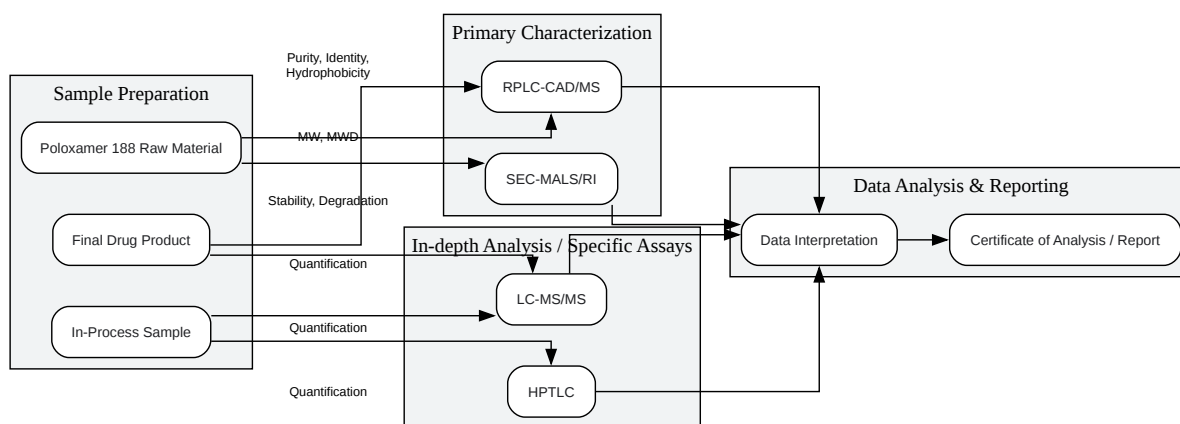 Primary Characterization
Purity, Identity,
Hydrophobicity
RPLC-CAD/MS
Sample Preparation
MW, MWD
Poloxamer 188 Raw Material
SEC-MALS/RI
Data Analysis & Reporting
Stability, Degradation
Final Drug Product
In-depth Analysis / Specific Assays
Data Interpretation
Certificate of Analysis / Report
Quantification
LC-MS/MS
In-Process Sample
Quantification
Quantification
HPTLC